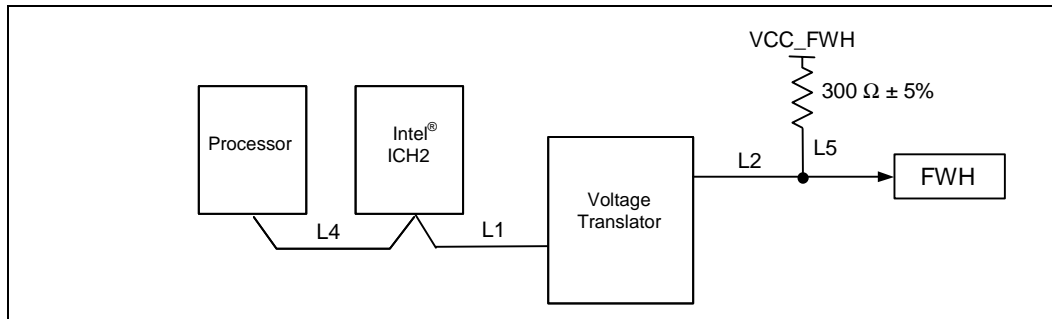 VCC_FWH
300 Ω ± 5%
Processor
Intel®
ICH2
L2
L5
FWH
Voltage
Translator
L4
L1